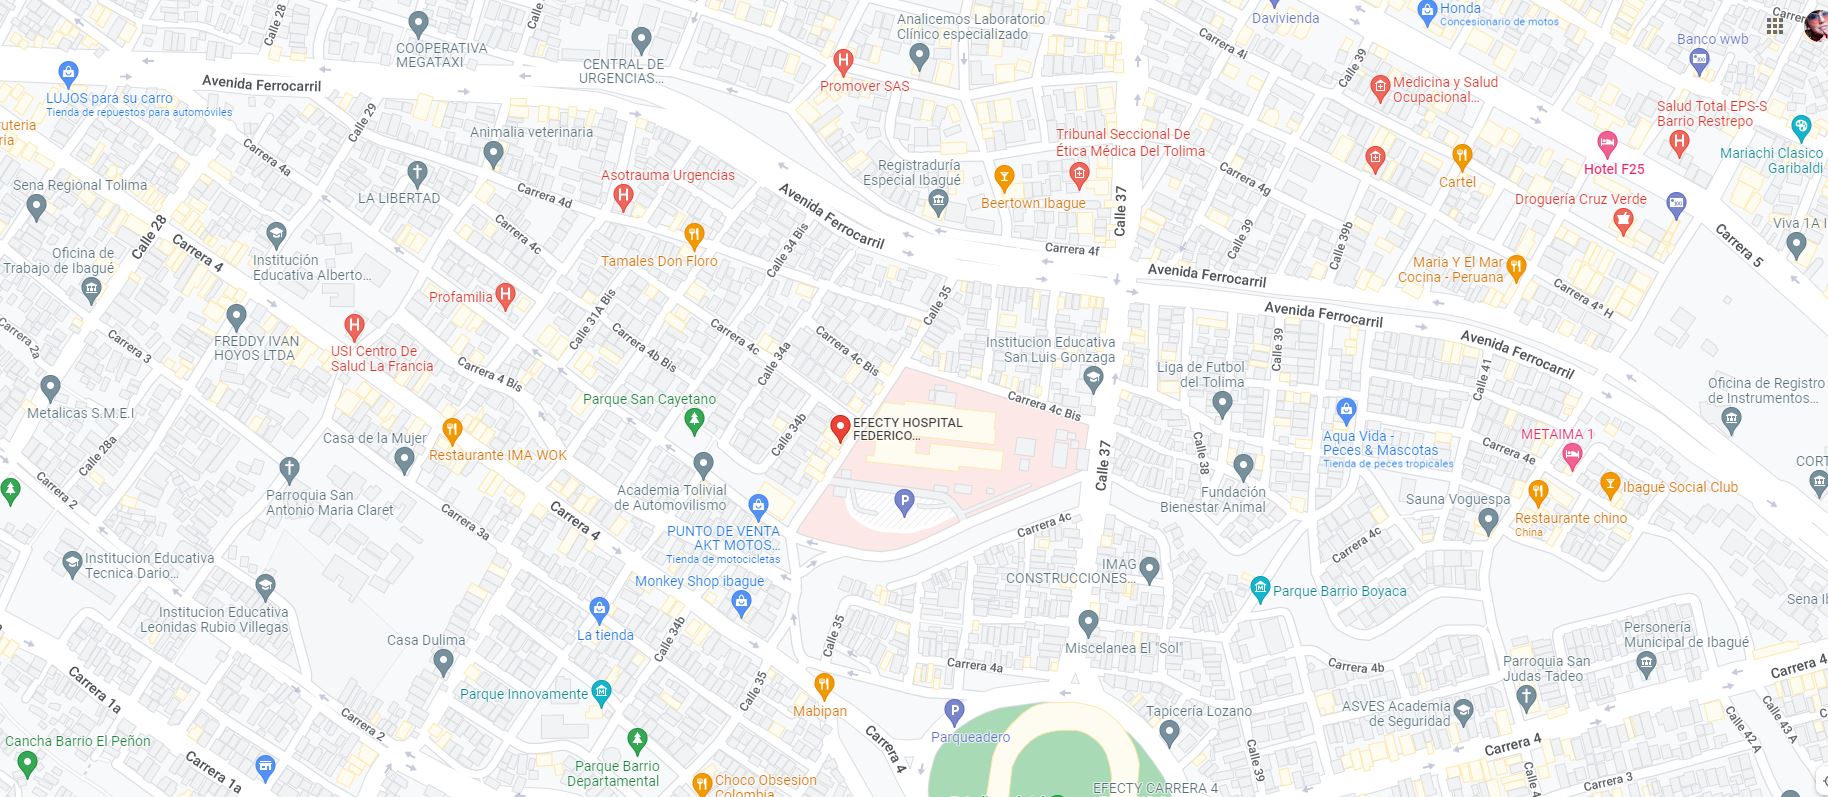 Calle 28
COOPERATIVA
MEGATAXI
Calle
CENTRAL DE
URGENCIAS...
Analicemos Laboratorio
Clínico especializado
Promover SAS
Davivienda
Honda
Concesionario de motos
Carrera 4i
Calle 39
Banco wwb
Carrera
LUJOS para su carro
Tienda de repuestos para automóviles
Avenida Ferrocarril
Calle 29
Animalia veterinaria
Medicina y Salud
Ocupacional...
Salud Total EPS-S
Barrio Restrepo
Mariachi Clasico
Garibaldi
uteria
ria
Carrera 4a
Tribunal Seccional De
Ética Médica Del Tolima
Registraduría
Especial Ibagué
Beertown Ibague
Calle 37
Carrera 4g
Cartel
Hotel F25
Droguería Cruz Verde
Sena Regional Tolima
LA LIBERTAD
Carrera 4d
Asotrauma Urgencias
Avenida Ferrocarril
Calle 28
Carrera 4
Oficina de
Trabajo de Ibagué
Institución
Educativa Alberto...
Carrera 4c
Tamales Don Floro
Calle 34 Bis
Carrera 4f
Calle 39
Calle 39b
Viva 1A I
Carrera 5
Avenida Ferrocarril
Maria Y El Mar
Cocina - Peruana
Carrera 4ª H
Profamilia
Calle 31A Bis
Calle 35
Avenida Ferrocarril
Carrera 2a
Carrera 3
FREDDY IVAN
HOYOS LTDA
USI Centro De
Salud La Francia
Carrera 4b
Carrera 4c
Carrera 4c Bis
Calle 34a
Institucion Educativa
San Luis Gonzaga
Calle 39
Avenida Ferrocarril
Carrera 4 Bis
Liga de Futbol
del Tolima
Calle 41
Metalicas S.M.E.I
Parque San Cayetano
Carrera 4c Bis
Oficina de Registro
de Instrumentos...
Calle 28a
Casa de la Mujer
Restaurante IMA WOK
Calle 34b
EFECTY HOSPITAL
FEDERICO...
Calle 37
Calle 38
Aqua Vida -
Peces & Mascotas
Tienda de peces tropicales
METAIMA 1
Carrera 4e
CORT
Carrera 2
Parroquia San
Antonio Maria Claret
Carrera 3a
Academia Tolivial
de Automovilismo
Fundación
Bienestar Animal
Sauna Voguespa
Ibagué Social Club
Restaurante chino
China
Carrera 4
PUNTO DE VENTA
AKT MOTOS...
Tienda de motocicletas
Carrera 4c
Carrera 4c
Institucion Educativa
Tecnica Dario...
IMAG
CONSTRUCCIONES...
Monkey Shop ibague
Parque Barrio Boyaca
Sena Ib
Institucion Educativa
Leonidas Rubio Villegas
La tienda
Casa Dulima
Calle 34b
Calle 35
Miscelanea El "Sol"
Personería
Municipal de Ibagué
Carrera 4a
Carrera 4b
Parroquia San
Judas Tadeo
Carrera 4
Carrera 1a
Parque Innovamente
Calle 35
Mabipan
Parqueadero
Tapicería Lozano
ASVES Academia
de Seguridad
Calle 42 A
Calle 43 A
Carrera 2
Cancha Barrio El Peñon
Carrera 4
Carrera 4
Calle 39
Carrera 1a
Parque Barrio
Departamental
Choco Obsesion
Colombia
EFECTY CARRERA 4
Carrera 3